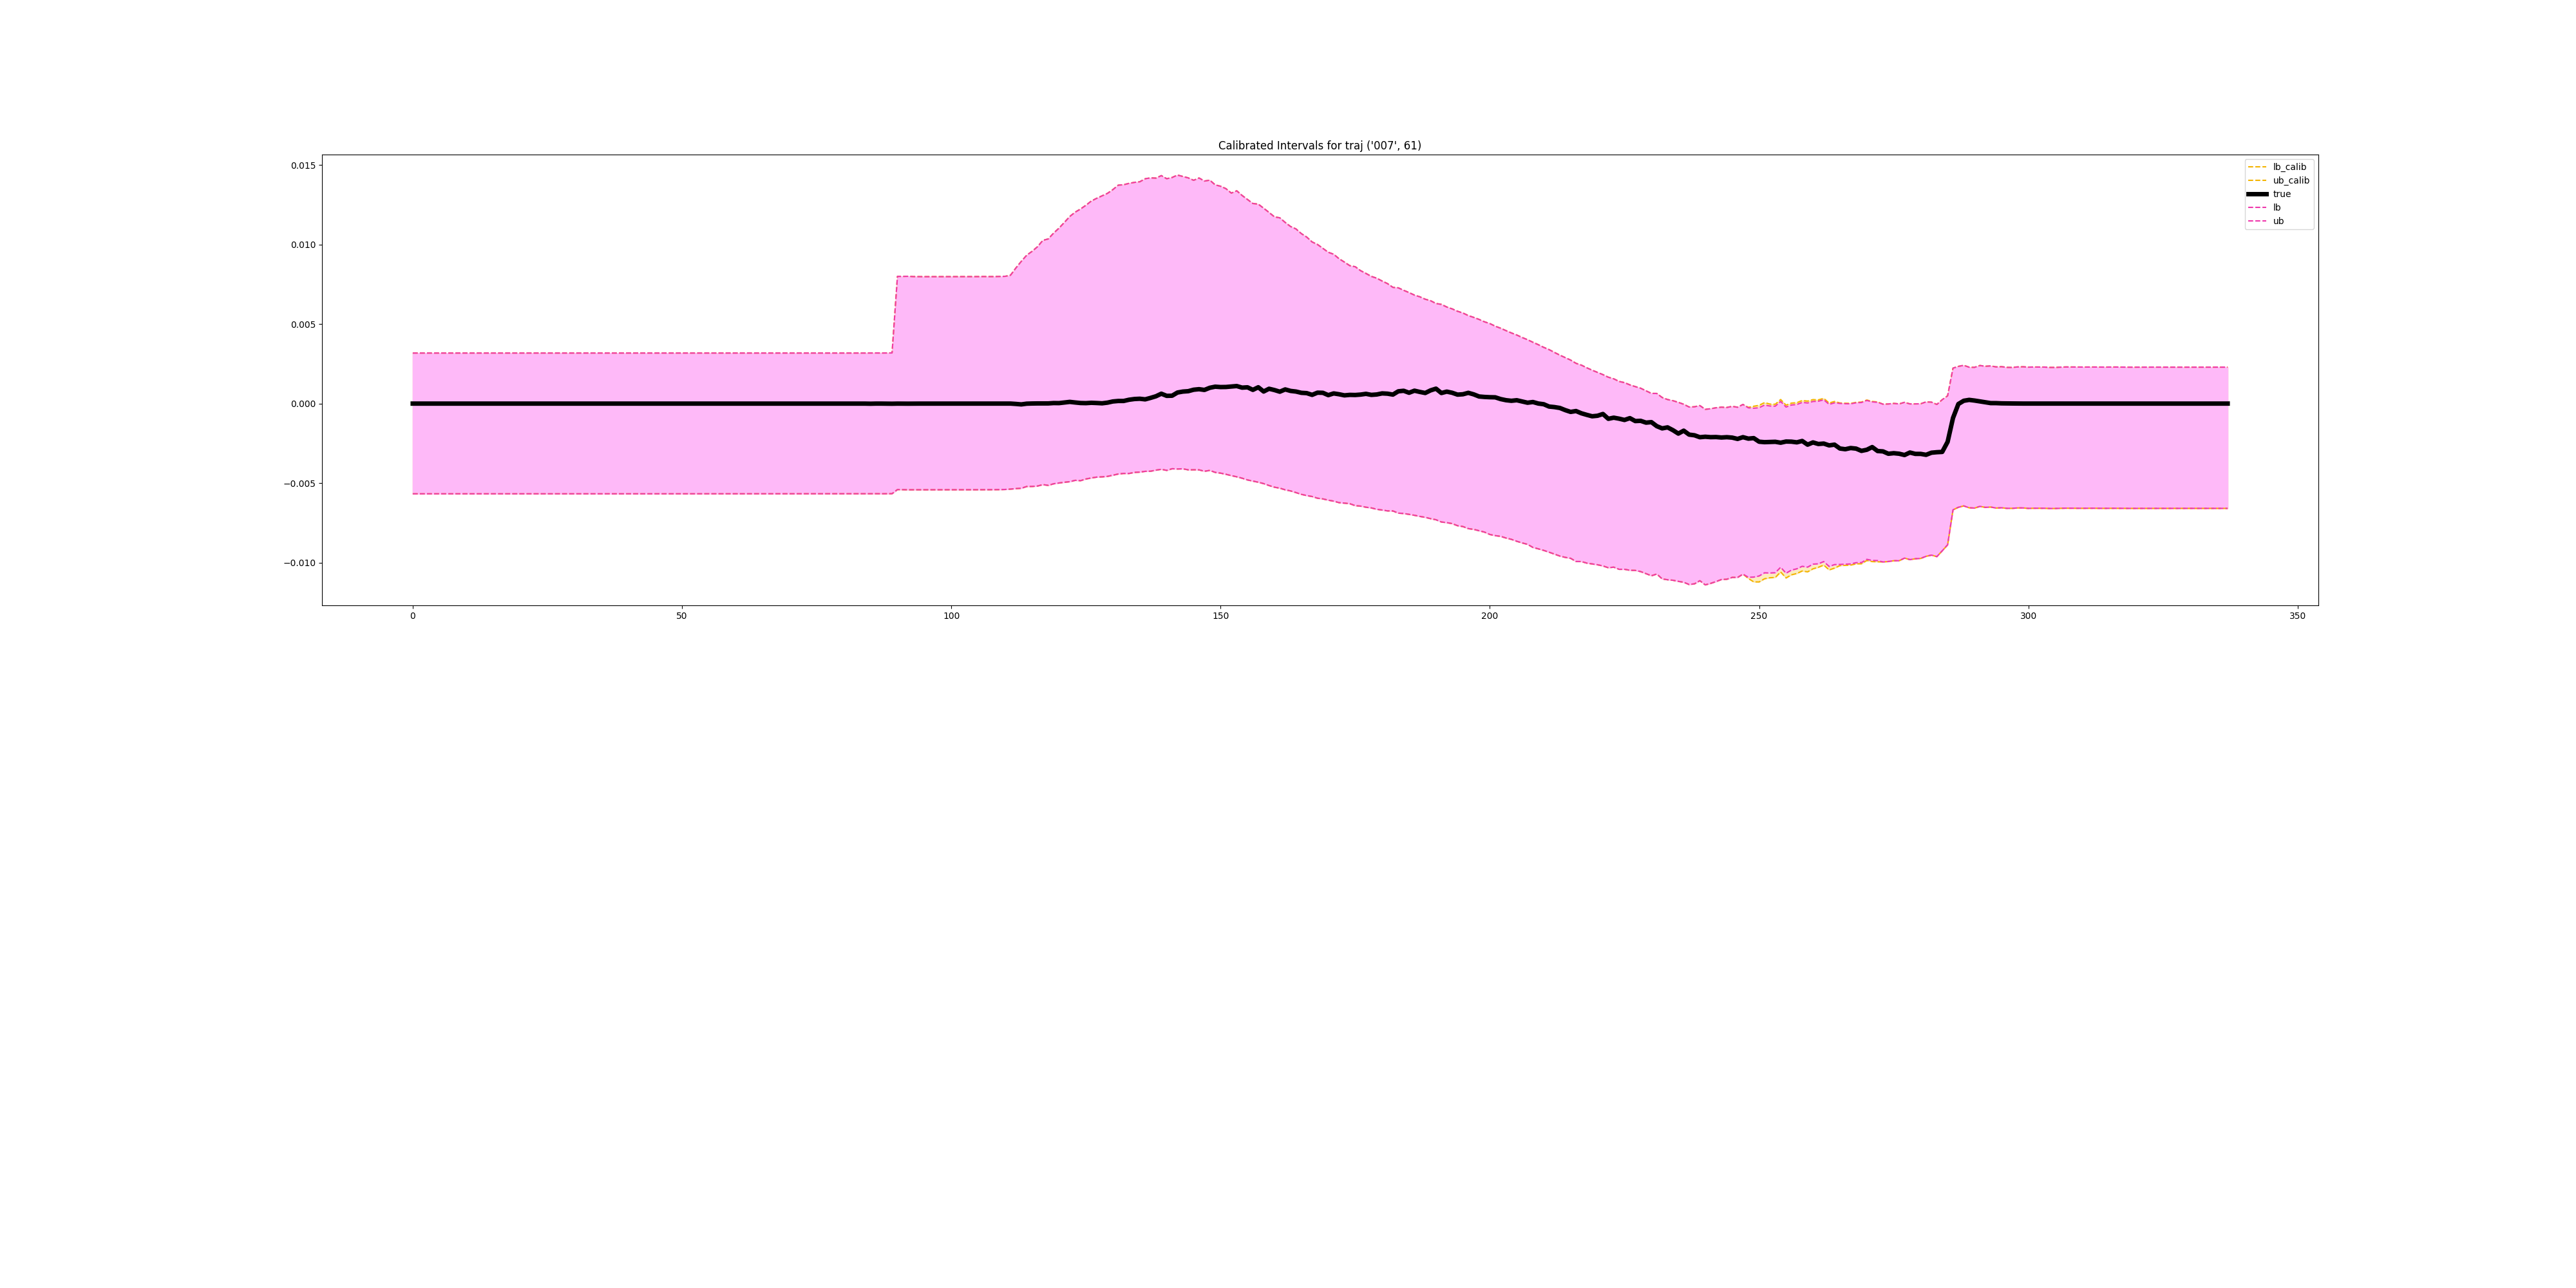 Calibrated Intervals for traj ('007', 61)
0.015
0.010
0.005
0.000
−0.005
−0.010
lb_calib
ub_calib
true
lb
ub
0 50 100 150 200 250 300 350